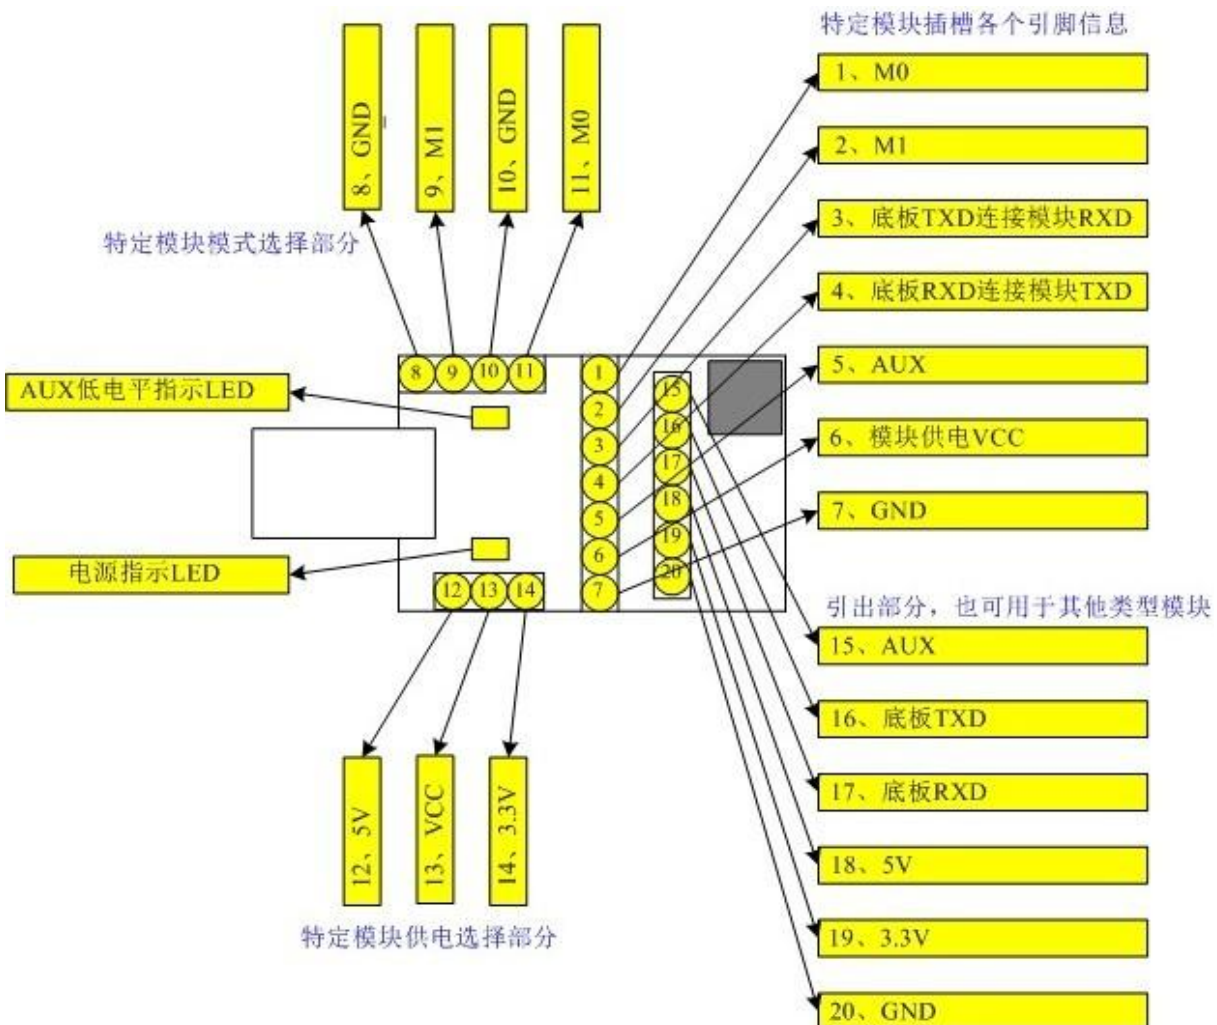 特定模块插槽各个引脚信息
8、GND
9、M1
10、GND
11、M0
特定模块模式选择部分
1、M0
2、M1
3、底板TXD连接模块RXD
4、底板RXD连接模块TXD
5、AUX
6、模块供电VCC
7、GND
AUX低电平指示LED
电源指示LED
8
9
10
11
1
2
3
4
5
6
7
15
16
17
18
19
20
12
13
14
引出部分，也可用于其他类型模块
15、AUX
16、底板TXD
17、底板RXD
18、5V
19、3.3V
20、GND
12、5V
13、VCC
14、3.3V
特定模块供电选择部分